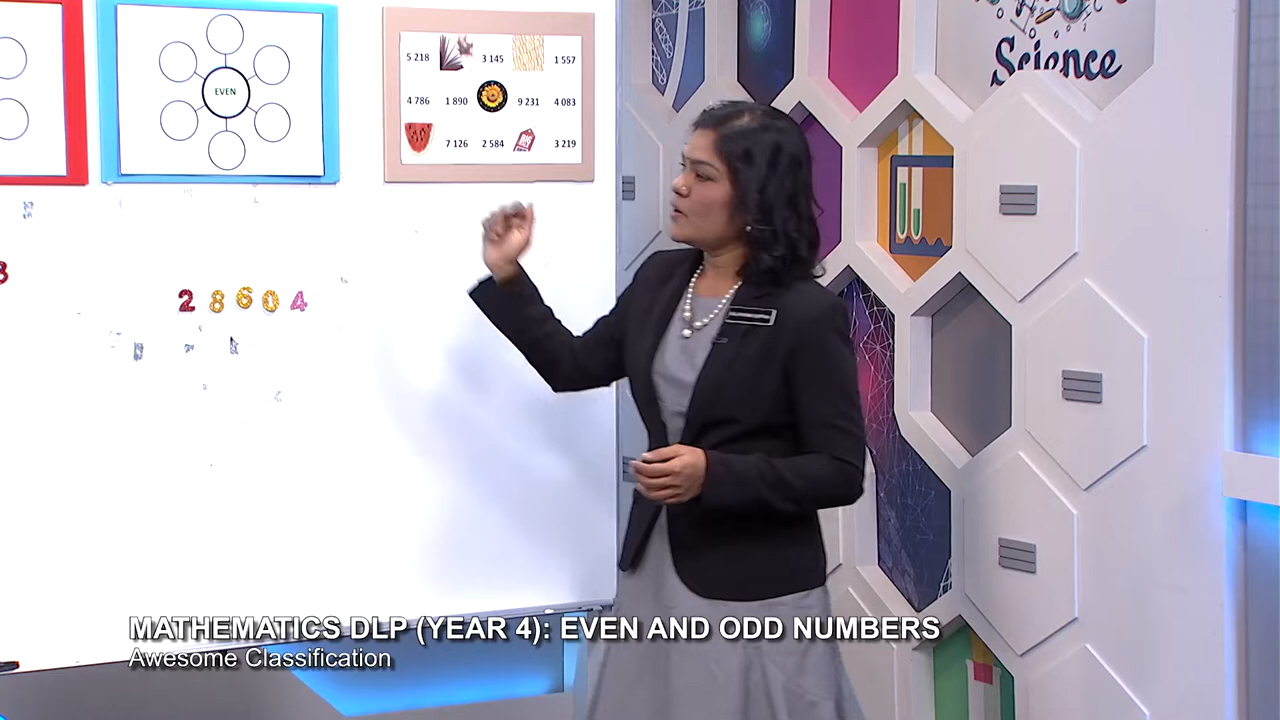 EVEN
5 218 3 145 1 557
4 786 1 890 9 231 4 083
7 126 2 584 3 219
Science
2 8 6 0 4
MATHEMATICS DLP (YEAR 4): EVEN AND ODD NUMBERS
Awesome Classification